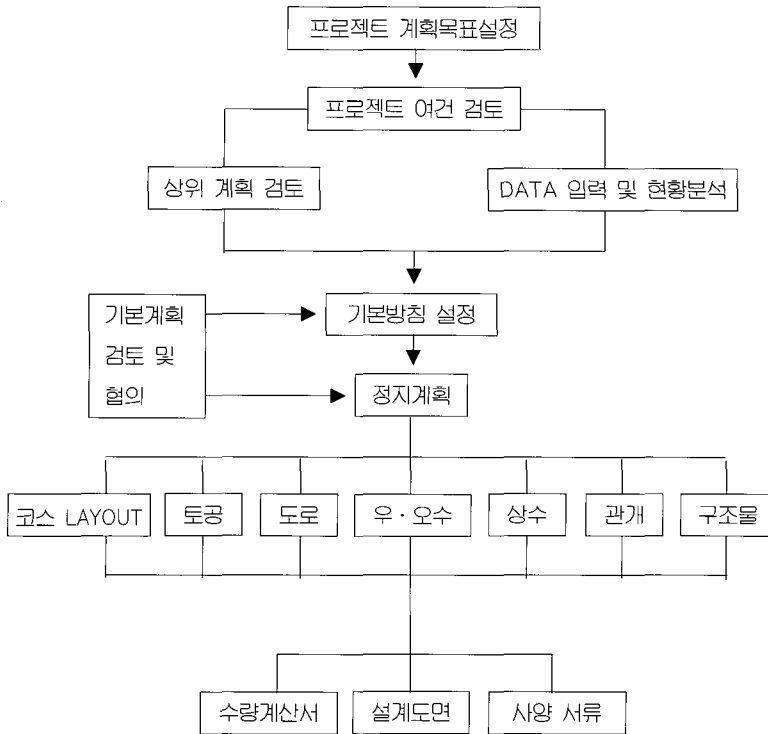 프로젝트 계획목표설정
프로젝트 여건 검토
상위 계획 검토
DATA 입력 및 현황분석
기본계획
검토 및
협의
기본방침 설정
정지계획
코스 LAYOUT
토공
도로
우·오수
상수
관개
구조물
수량계산서
설계도면
사양 서류